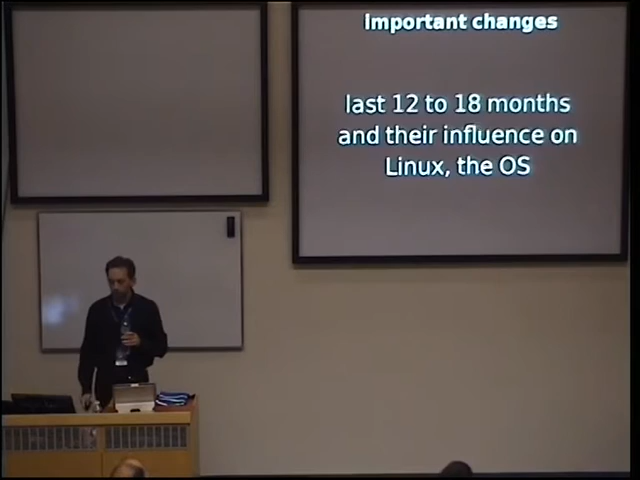 Important changes
last 12 to 18 months
and their influence on
Linux, the OS